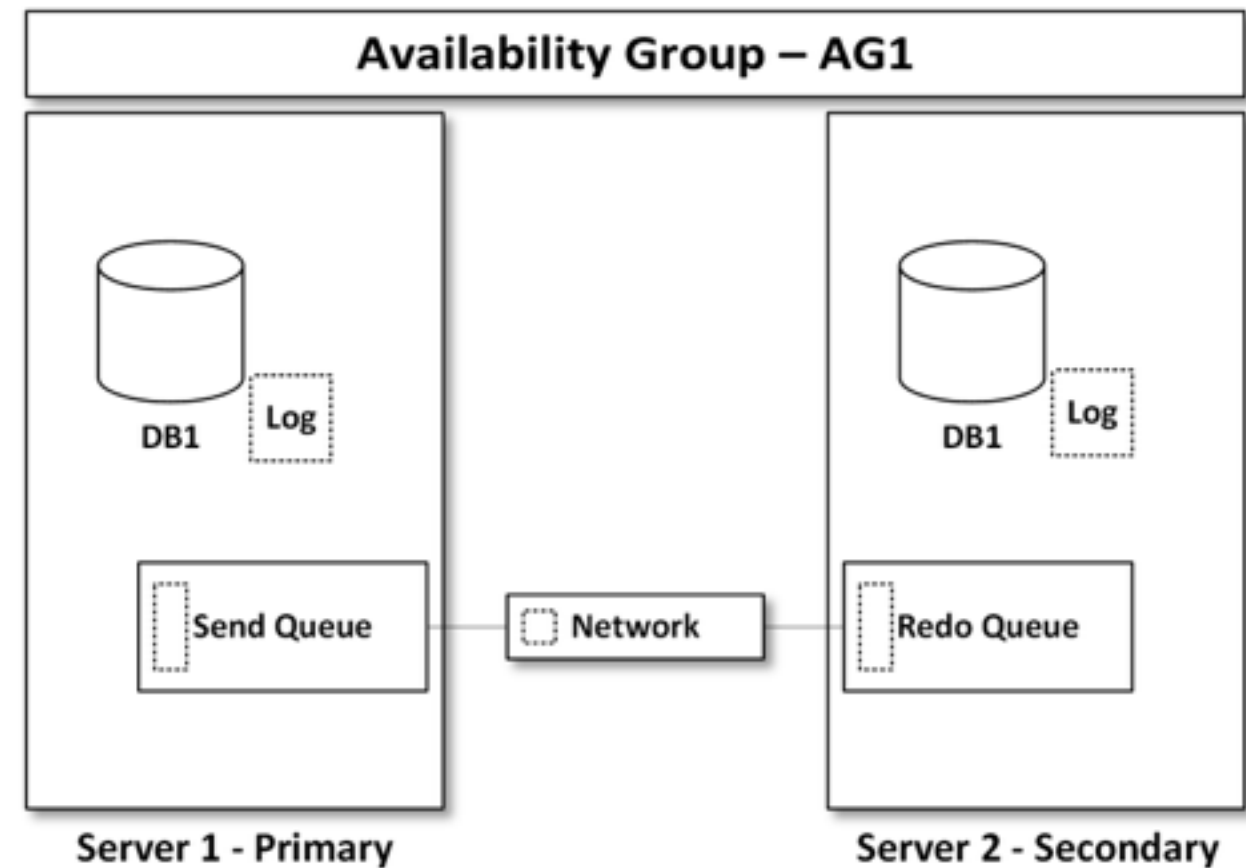 Availability Group – AG1
DB1
Log
DB1
Log
Send Queue
Network
Redo Queue
Server 1 - Primary
Server 2 - Secondary